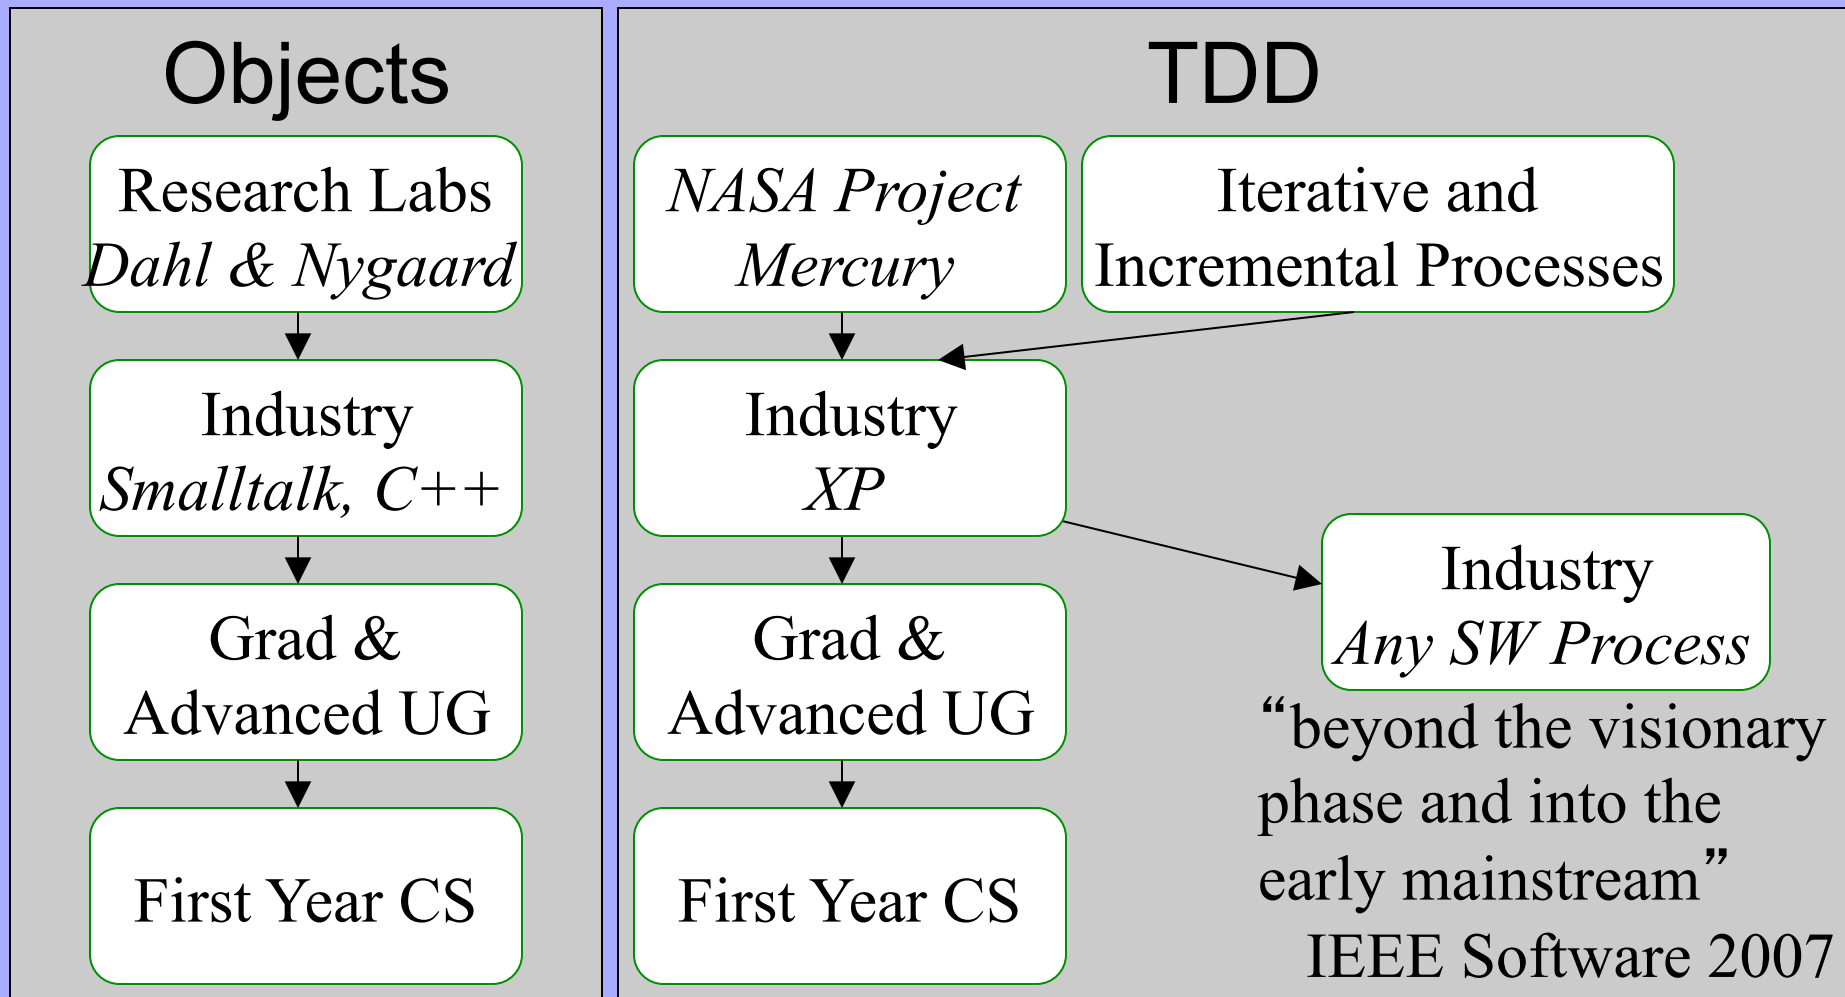 Objects
Research Labs
Dahl & Nygaard
Industry
Smalltalk, C++
Grad &
Advanced UG
First Year CS
TDD
NASA Project
Mercury
Iterative and
Incremental Processes
Industry
XP
Grad &
Advanced UG
First Year CS
Industry
Any SW Process
“beyond the visionary
phase and into the
early mainstream”
IEEE Software 2007